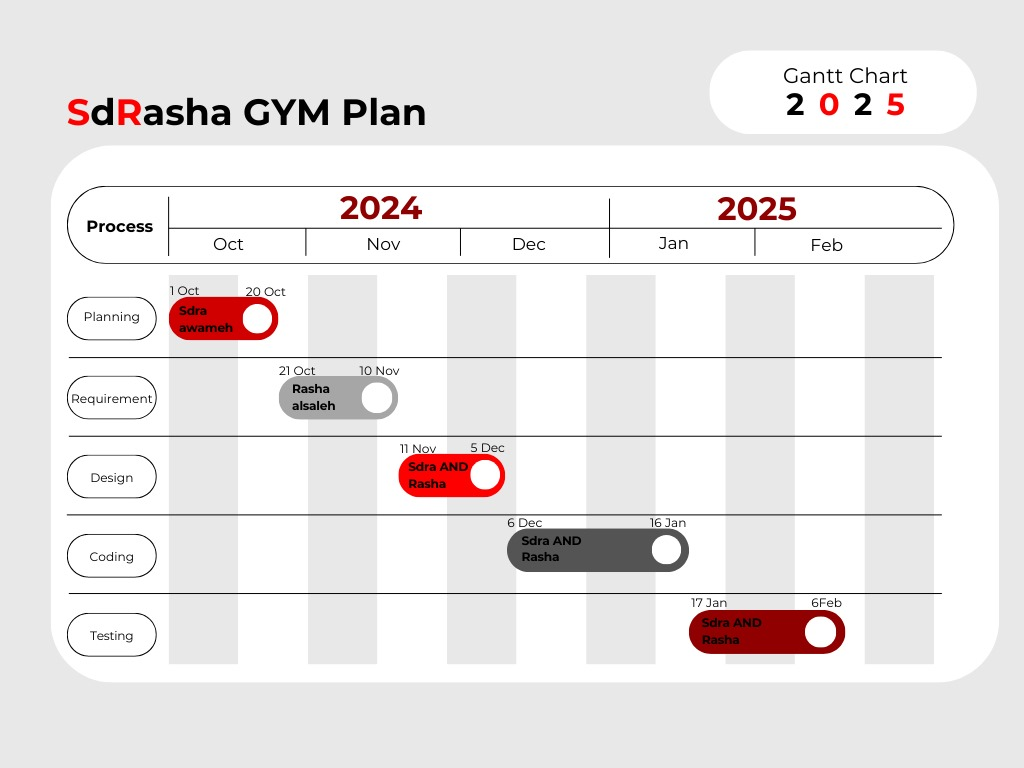 Gantt Chart
2 0 2 5
SdRasha GYM Plan
Process
2024
2025
Oct
Nov
Dec
Jan
Feb
Planning
1 Oct
20 Oct
Sdra
awameh
Requirement
21 Oct
10 Nov
Rasha
alsaleh
Design
11 Nov
5 Dec
Sdra AND
Rasha
Coding
6 Dec
16 Jan
Sdra AND
Rasha
Testing
17 Jan
6Feb
Sdra AND
Rasha